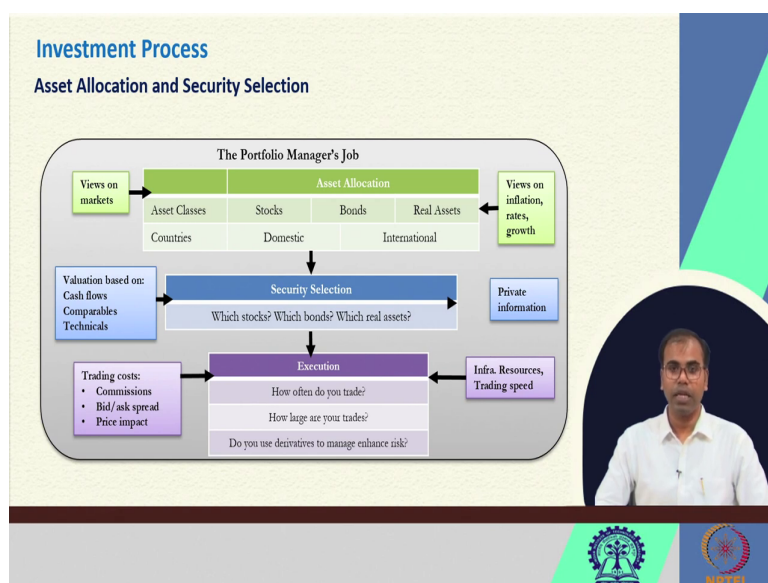 Investment Process
Asset Allocation and Security Selection
The Portfolio Manager's Job
Views on
markets
Asset Allocation
Asset Classes Stocks Bonds Real Assets
Countries Domestic International
Views on
inflation,
rates,
growth
Valuation based on:
Cash flows
Comparables
Technicals
Security Selection
Which stocks? Which bonds? Which real assets?
Private
information
Trading costs:
• Commissions
• Bid/ask spread
• Price impact
Execution
How often do you trade?
How large are your trades?
Do you use derivatives to manage enhance risk?
Infra. Resources,
Trading speed
NPTEL